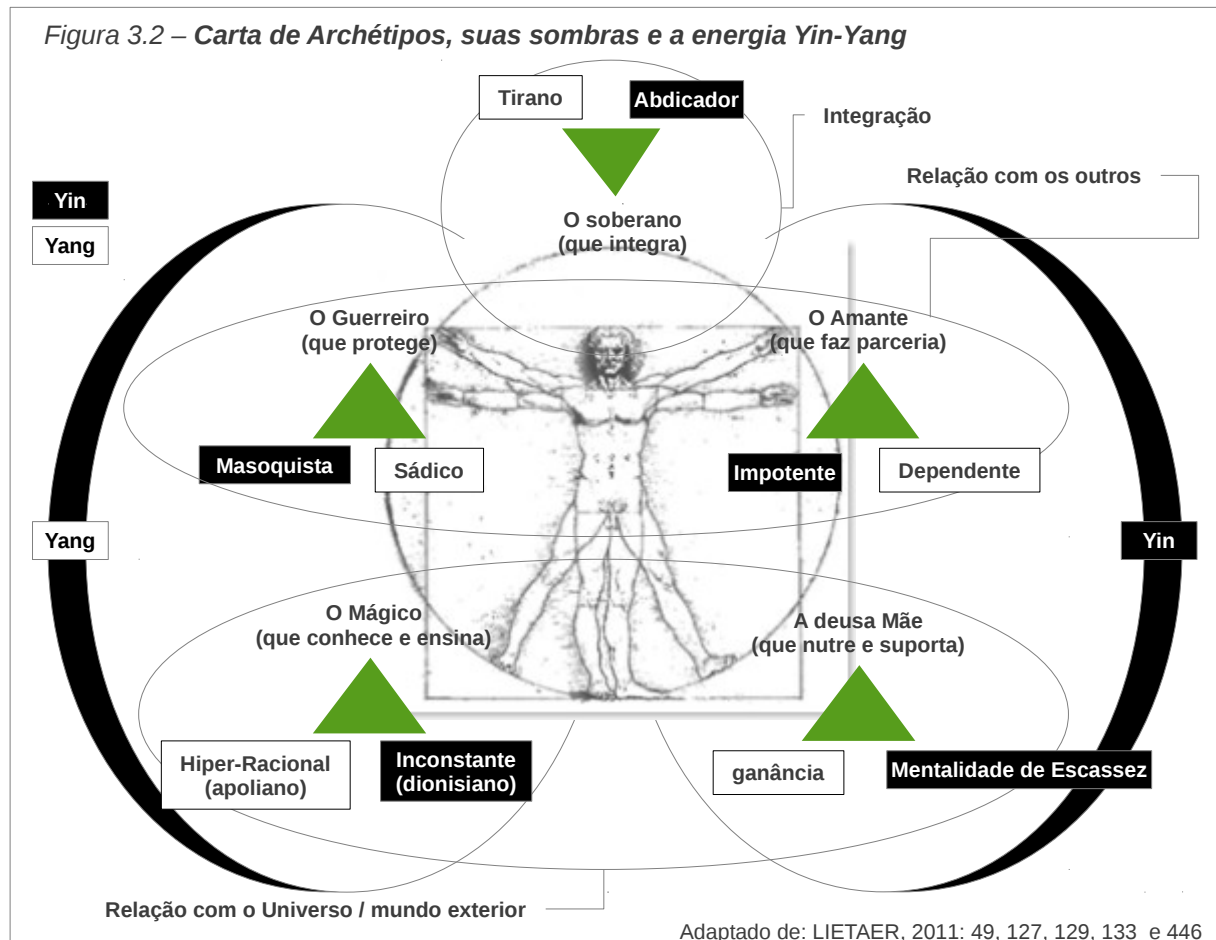 Figura 3.2 – Carta de Archétipos, suas sombras e a energia Yin-Yang
Tirano
Abdicador
Integração
Relação com os outros
Yin
Yang
O soberano
(que integra)
O Guerreiro
(que protege)
O Amante
(que faz parceria)
Masoquista
Sádico
Impotente
Dependente
Yang
Yin
O Mágico
(que conhece e ensina)
A deusa Mãe
(que nutre e suporta)
Hiper-Racional
(apoliano)
Inconstante
(dionisiano)
ganância
Mentalidade de Escassez
Relação com o Universo / mundo exterior
Adaptado de: LIETAER, 2011: 49, 127, 129, 133 e 446